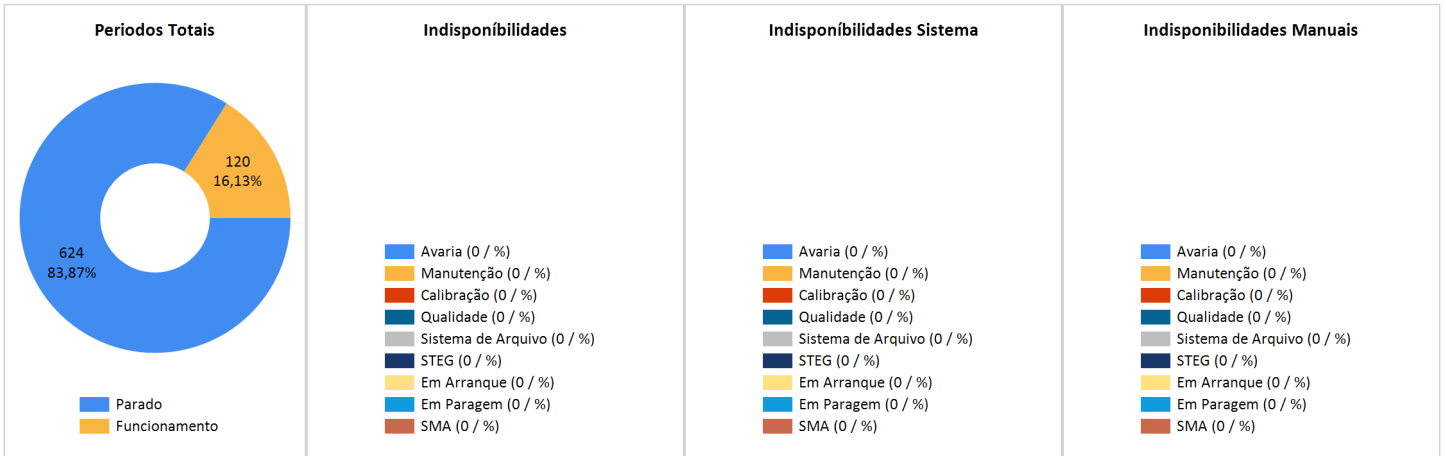 Periodos Totais
120
16,13%
624
83,87%
Parado
Funcionamento
Indisponíbilidades
Avaria (0 / %)
Manutenção (0 / %)
Calibração (0 / %)
Qualidade (0 / %)
Sistema de Arquivo (0 / %)
STEG (0 / %)
Em Arranque (0 / %)
Em Paragem (0 / %)
SMA (0 / %)
Indisponíbilidades Sistema
Avaria (0 / %)
Manutenção (0 / %)
Calibração (0 / %)
Qualidade (0 / %)
Sistema de Arquivo (0 / %)
STEG (0 / %)
Em Arranque (0 / %)
Em Paragem (0 / %)
SMA (0 / %)
Indisponíbilidades Manuais
Avaria (0 / %)
Manutenção (0 / %)
Calibração (0 / %)
Qualidade (0 / %)
Sistema de Arquivo (0 / %)
STEG (0 / %)
Em Arranque (0 / %)
Em Paragem (0 / %)
SMA (0 / %)